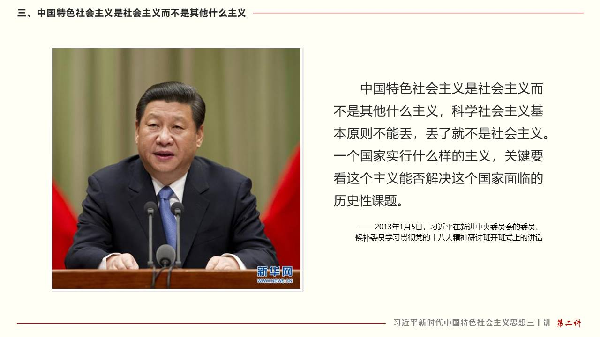 三、中国特色社会主义是社会主义而不是其他什么主义
中国特色社会主义是社会主义而
不是其他什么主义，科学社会主义基
本原则不能丢，丢了就不是社会主义。
一个国家实行什么样的主义，关键要
看这个主义能否解决这个国家面临的
历史性课题。
2013年1月5日，习近平在新进中央委员会的委员、
候补委员学习贯彻党的十八大精神研讨班开班式上的讲话
新华网
习近平新时代中国特色社会主义思想三十讲 第二讲